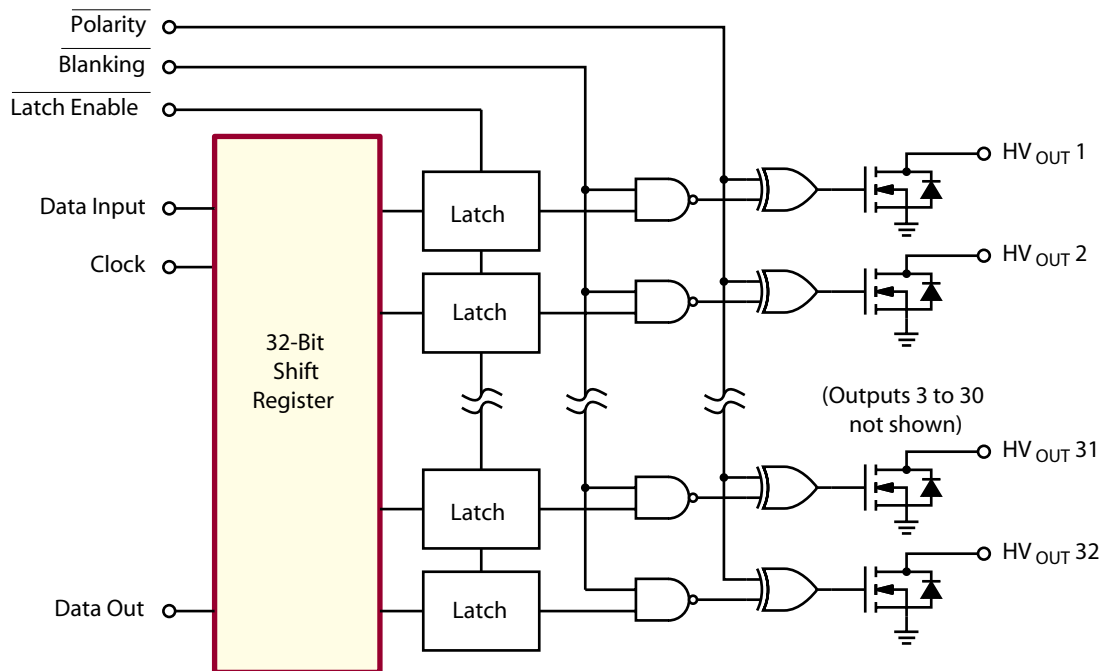 Polarity
Blanking
Latch Enable
HV OUT 1
Data Input
Latch
Clock
HV OUT 2
Latch
32-Bit
Shift
Register
(Outputs 3 to 30
not shown)
HV OUT 31
Latch
HV OUT 32
Data Out
Latch